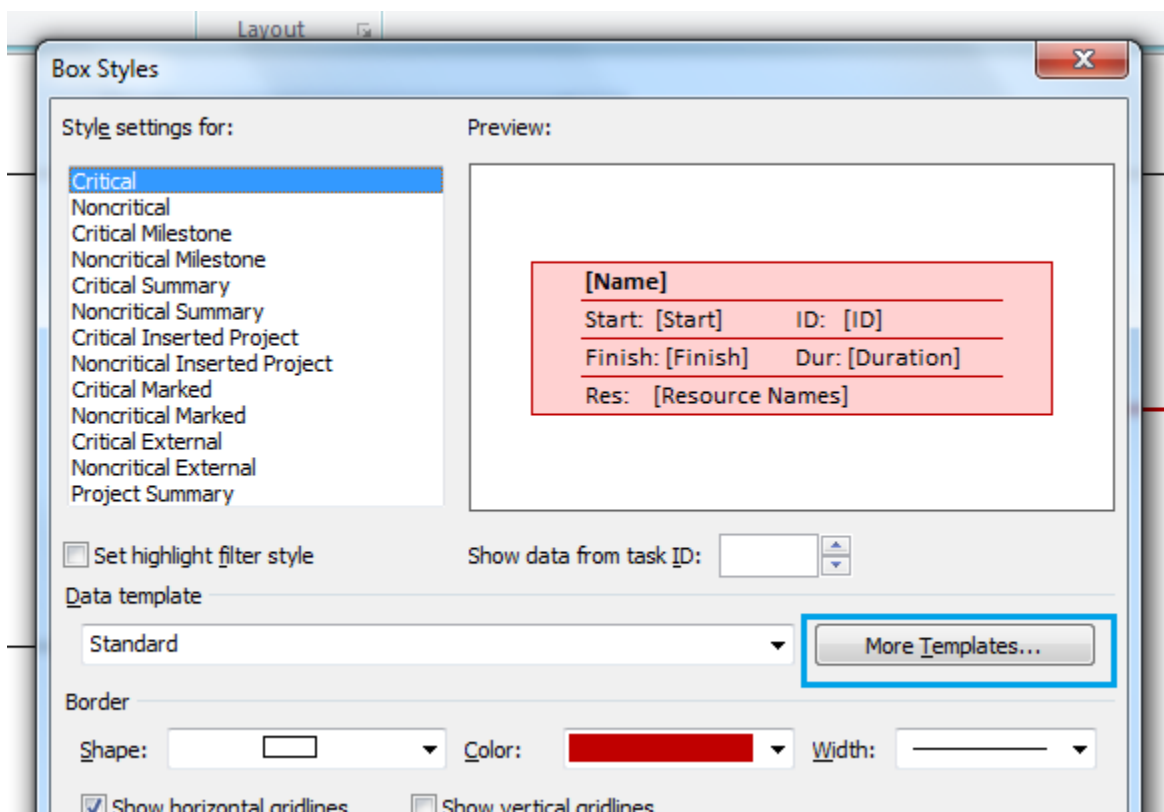 Layout
Box Styles
Style settings for:
Preview:
Critical
Noncritical
Critical Milestone
Noncritical Milestone
Critical Summary
Noncritical Summary
Critical Inserted Project
Noncritical Inserted Project
Critical Marked
Noncritical Marked
Critical External
Noncritical External
Project Summary
[Name]
Start: [Start] ID: [ID]
Finish: [Finish] Dur: [Duration]
Res: [Resource Names]
Set highlight filter style
Show data from task ID:
Data template
Standard
More Templates...
Border
Shape: Color: Width:
Show horizontal gridlines Show vertical gridlines